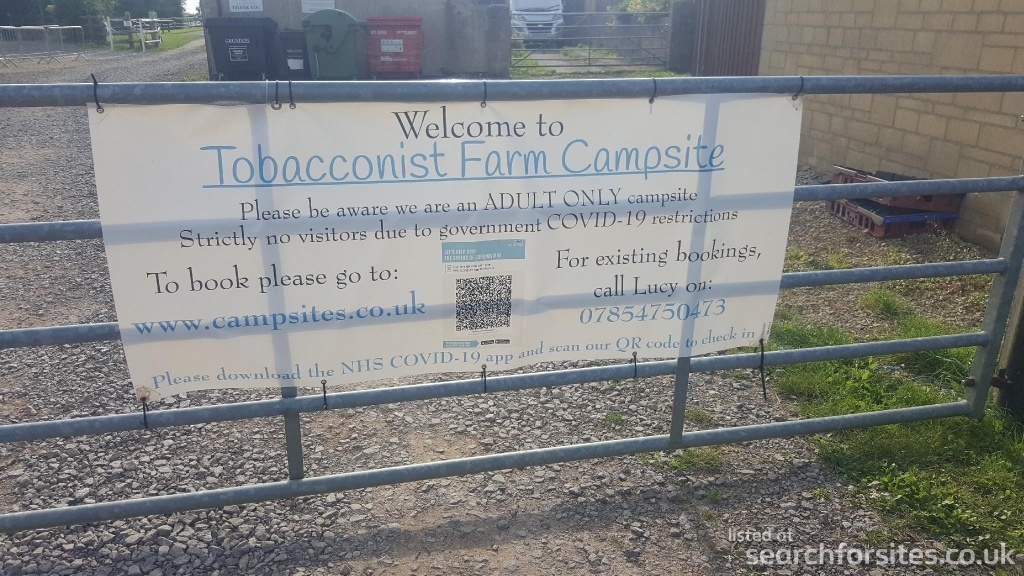 THANK YOU
GRUNDON
Welcome to
Tobacconist Farm Campsite
Please be aware we are an ADULT ONLY campsite
Strictly no visitors due to government COVID-19 restrictions
To book please go to:
www.campsites.co.uk
For existing bookings,
call Lucy on:
07854750473
Please download the NHS COVID-19 app and scan our QR code to check in
listed at
searchforsites.co.uk